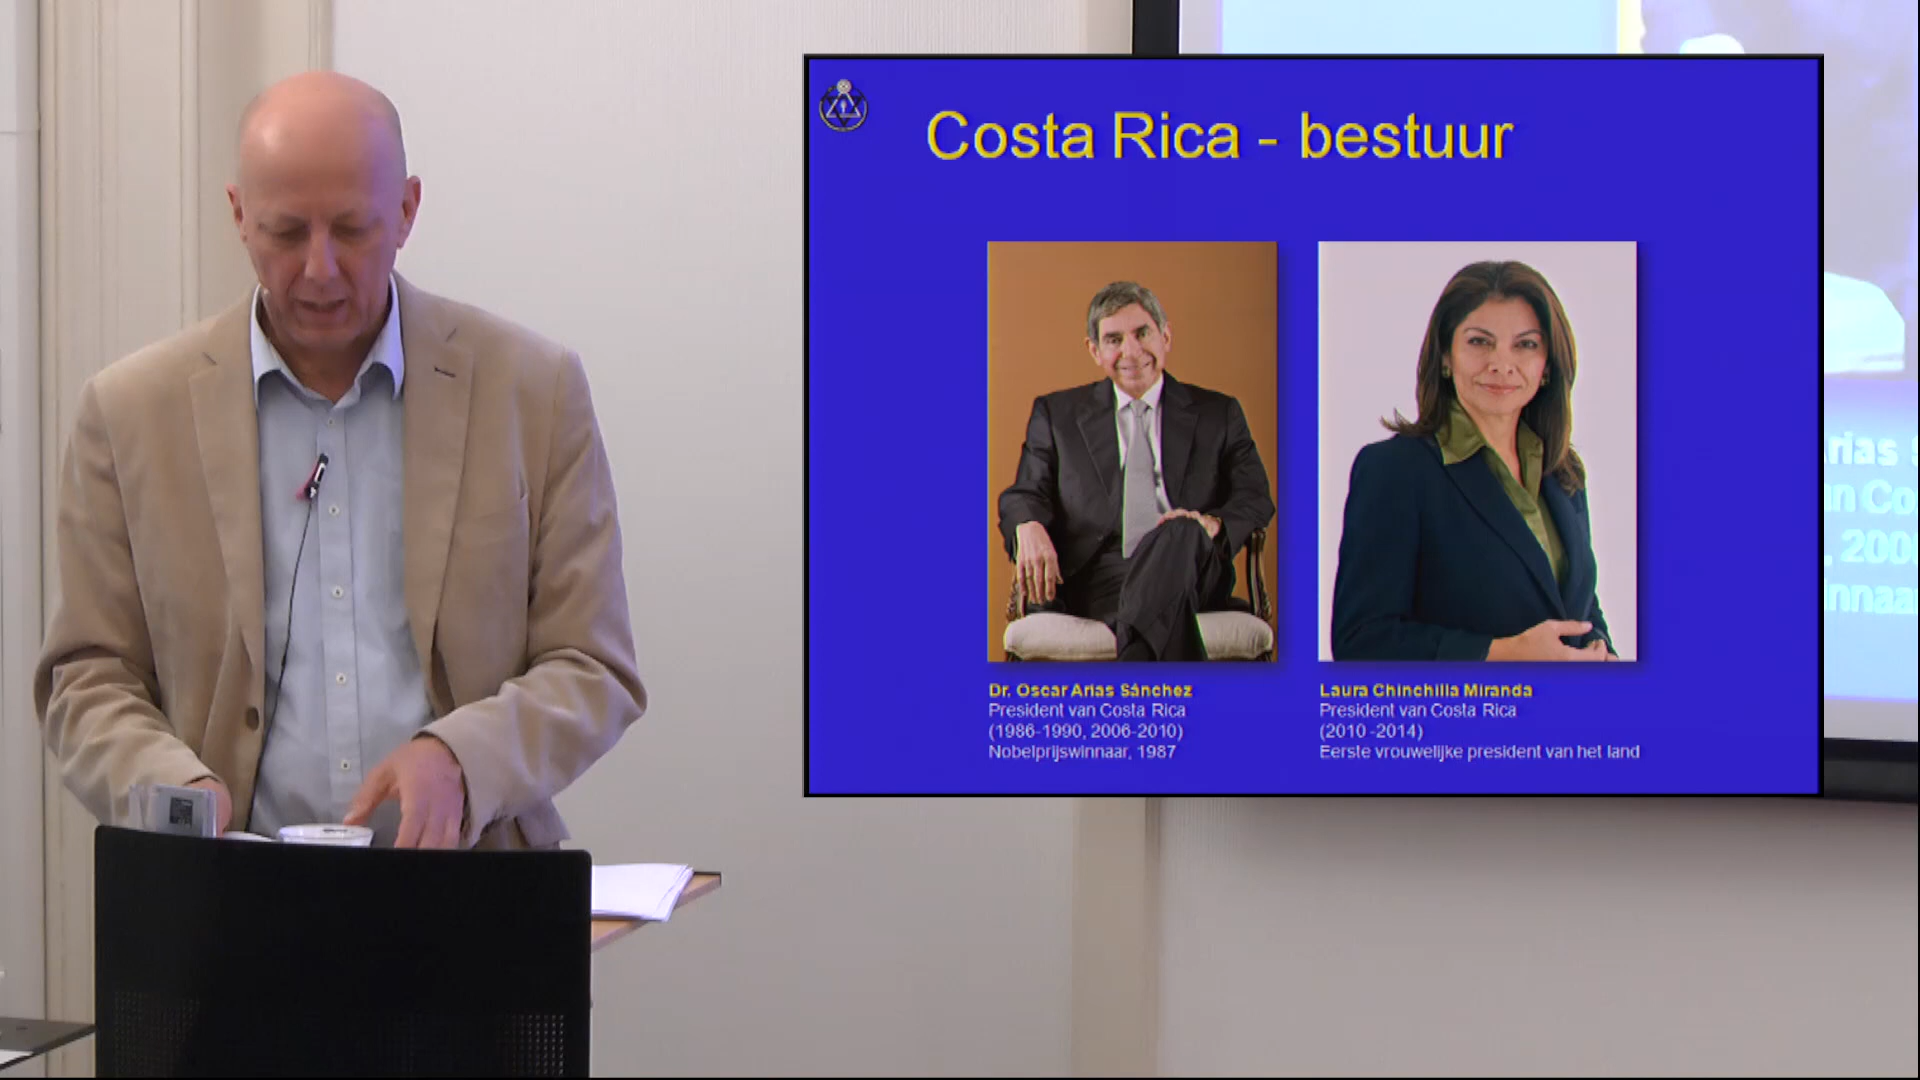 Costa Rica - bestuur
Dr. Oscar Arias Sánchez
President van Costa Rica
(1986-1990, 2006-2010)
Nobelprijswinnaar, 1987
Laura Chinchilla Miranda
President van Costa Rica
(2010 -2014)
Eerste vrouwelijke president van het land